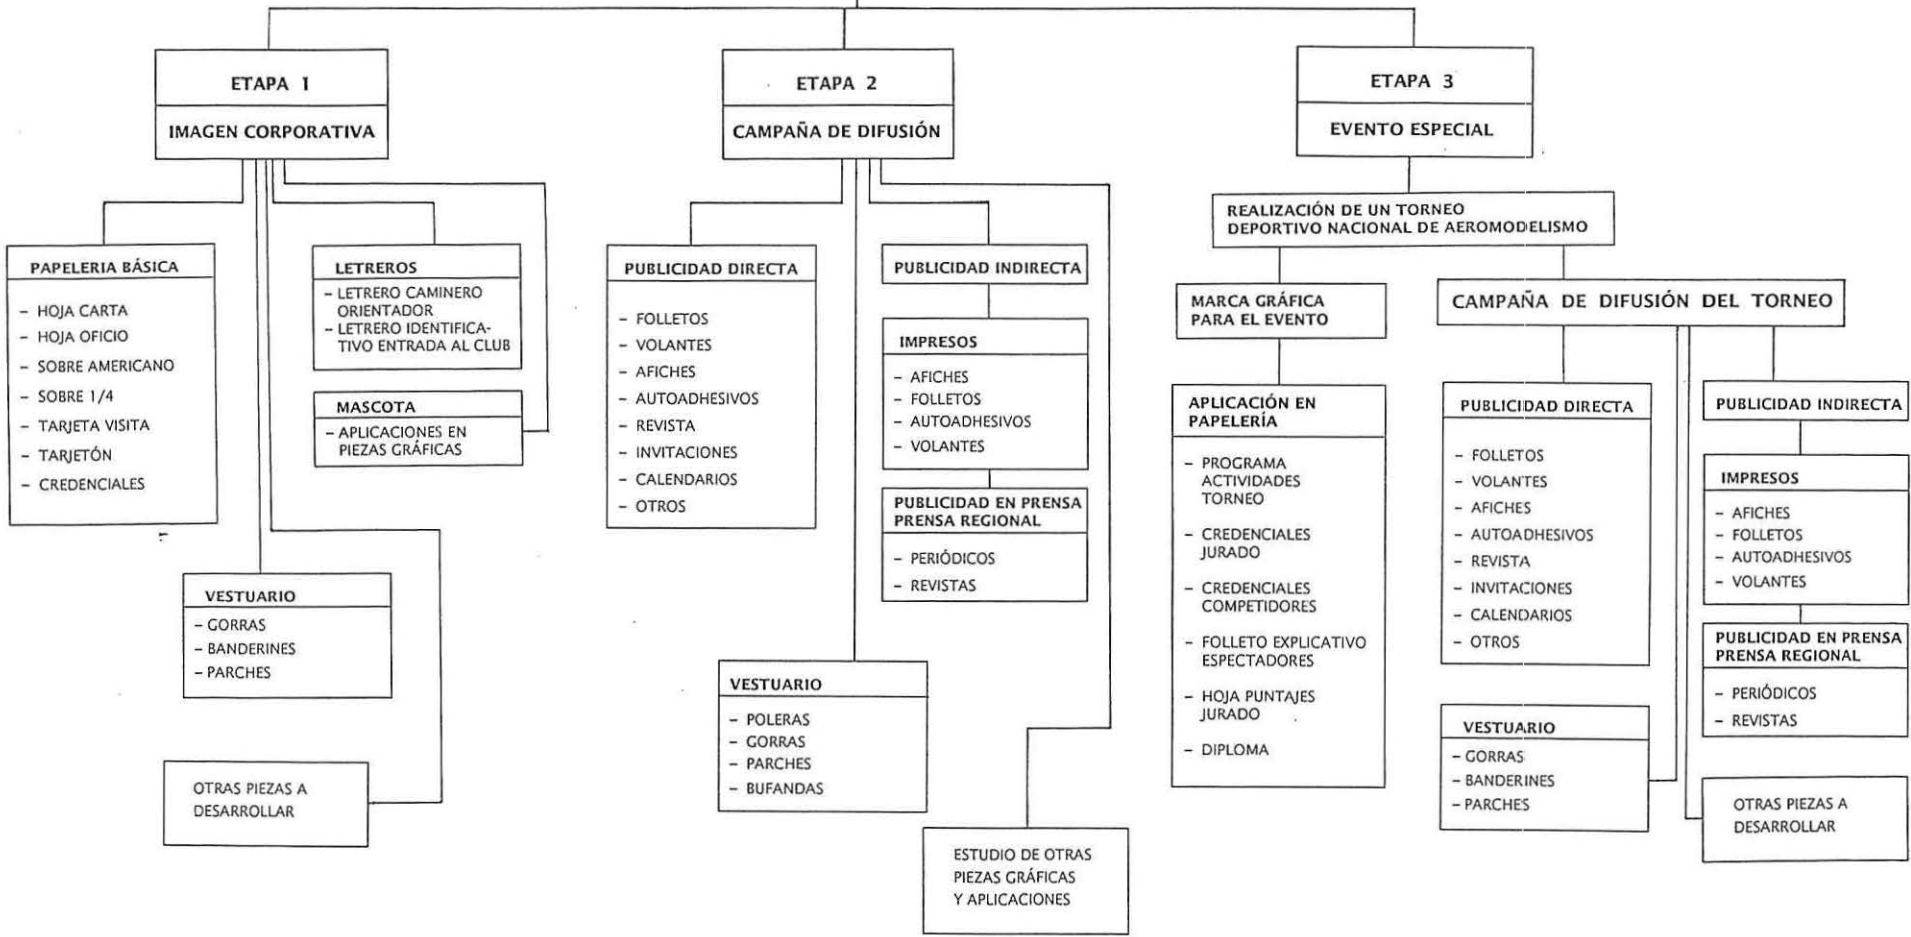 ETAPA 1
IMAGEN CORPORATIVA
PAPELERIA BÁSICA
- HOJA CARTA
- HOJA OFICIO
- SOBRE AMERICANO
- SOBRE 1/4
- TARJETA VISITA
- TARJETÓN
- CREDENCIALES
LETREROS
- LETRERO CAMINERO
ORIENTADOR
- LETRERO IDENTIFICA-
TIVO ENTRADA AL CLUB
MASCOTA
- APLICACIONES EN
PIEZAS GRÁFICAS
VESTUARIO
- GORRAS
- BANDERINES
- PARCHES
OTRAS PIEZAS A
DESARROLLAR
ETAPA 2
CAMPAÑA DE DIFUSIÓN
PUBLICIDAD DIRECTA
- FOLLETOS
- VOLANTES
- AFICHES
- AUTOADHESIVOS
- REVISTA
- INVITACIONES
- CALENDARIOS
- OTROS
PUBLICIDAD INDIRECTA
IMPRESOS
- AFICHES
- FOLLETOS
- AUTOADHESIVOS
- VOLANTES
PUBLICIDAD EN PRENSA
PRENSA REGIONAL
- PERIÓDICOS
- REVISTAS
VESTUARIO
- POLERAS
- GORRAS
- PARCHES
- BUFANDAS
ESTUDIO DE OTRAS
PIEZAS GRÁFICAS
Y APLICACIONES
ETAPA 3
EVENTO ESPECIAL
REALIZACIÓN DE UN TORNEO
DEPORTIVO NACIONAL DE AEROMODELISMO
MARCA GRÁFICA
PARA EL EVENTO
APLICACIÓN EN
PAPELERÍA
- PROGRAMA
ACTIVIDADES
TORNEO
- CREDENCIALES
JURADO
- CREDENCIALES
COMPETIDORES
- FOLLETO EXPLICATIVO
ESPECTADORES
- HOJA PUNTAJES
JURADO
- DIPLOMA
CAMPAÑA DE DIFUSIÓN DEL TORNEO
PUBLICIDAD DIRECTA
- FOLLETOS
- VOLANTES
- AFICHES
- AUTOADHESIVOS
- REVISTA
- INVITACIONES
- CALENDARIOS
- OTROS
PUBLICIDAD INDIRECTA
IMPRESOS
- AFICHES
- FOLLETOS
- AUTOADHESIVOS
- VOLANTES
PUBLICIDAD EN PRENSA
PRENSA REGIONAL
- PERIÓDICOS
- REVISTAS
VESTUARIO
- GORRAS
- BANDERINES
- PARCHES
OTRAS PIEZAS A
DESARROLLAR